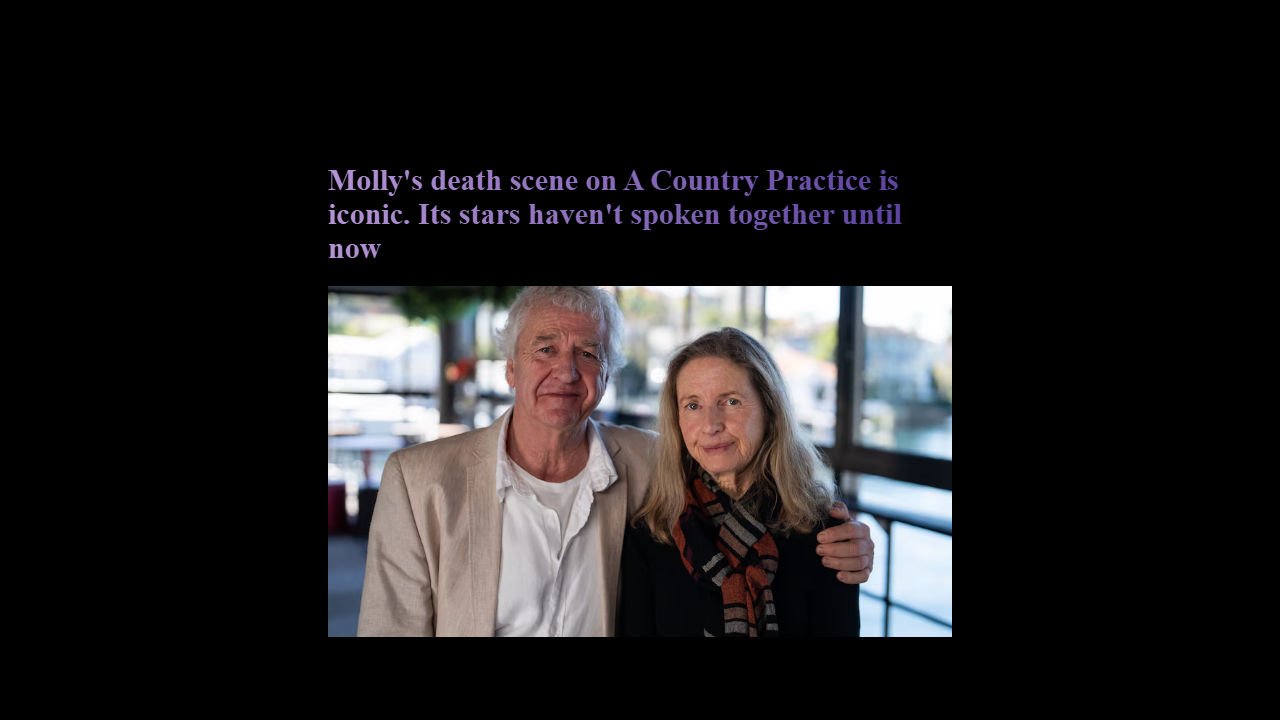 Molly's death scene on A Country Practice is
iconic. Its stars haven't spoken together until
now